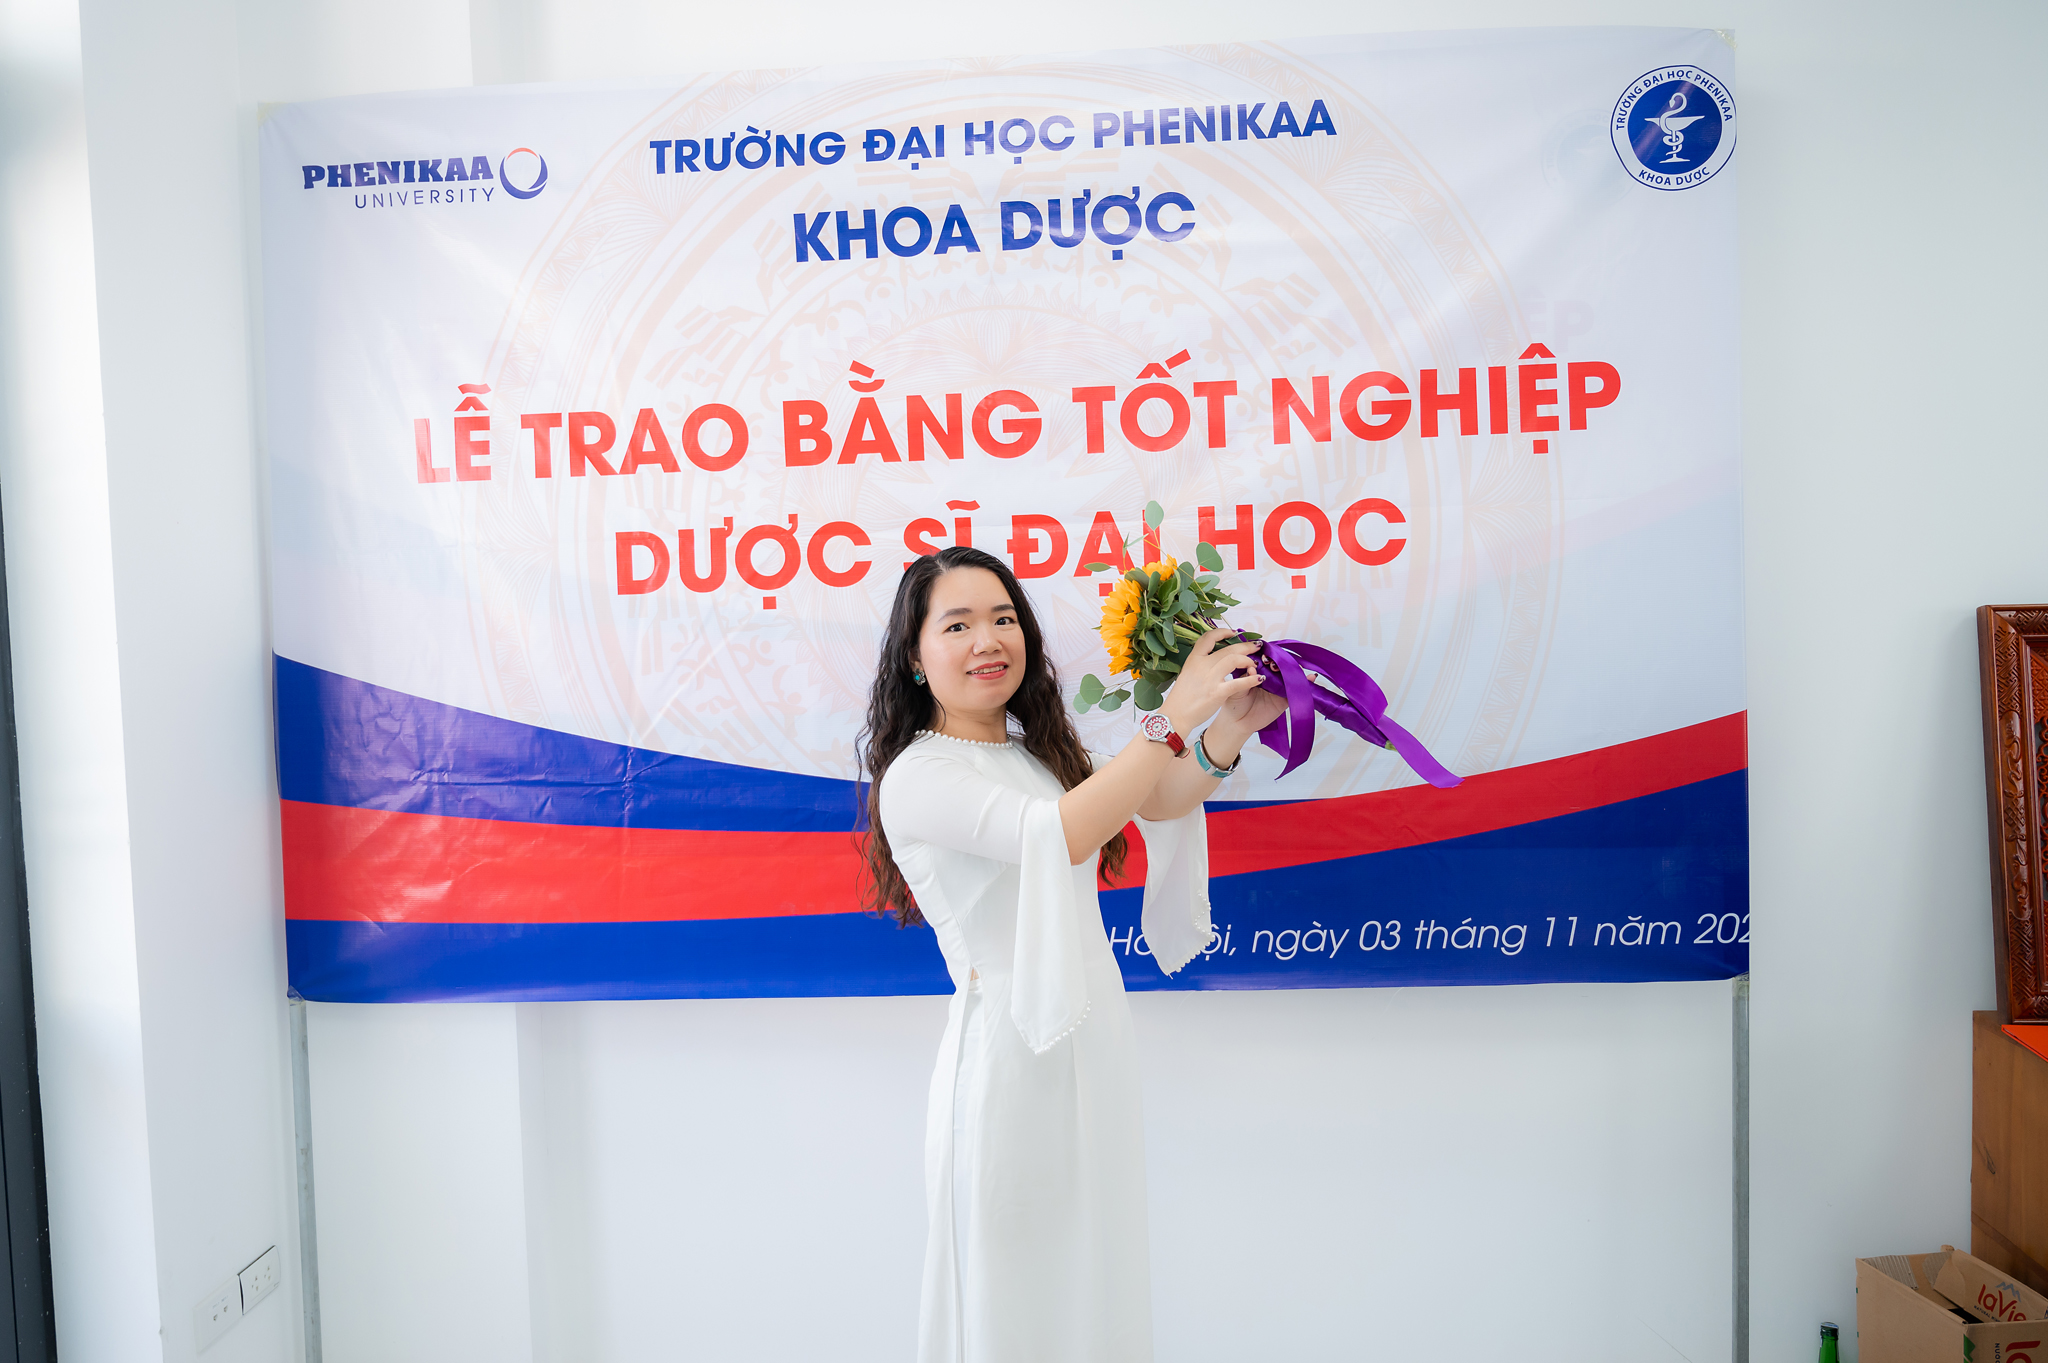 PHENIKAA
UNIVERSITY
TRƯỜNG ĐẠI HỌC PHENIKAA
KHOA DƯỢC
TRƯỜNG ĐẠI HỌC PHENIKAA
KHOA DƯỢC
LỄ TRAO BẰNG TỐT NGHIỆP
DƯỢC SĨ ĐẠI HỌC
ngày 03 tháng 11 năm
laVie